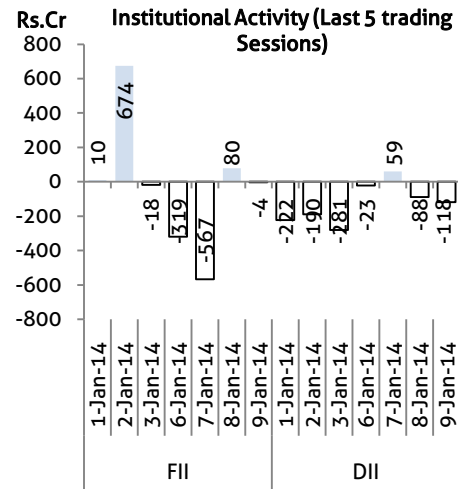 Rs.Cr
Institutional Activity (Last 5 trading
Sessions)
800
600
400
200
0
-200
-400
-600
-800
10
674
-18
-319
-567
80
-4
-222
-190
-281
-23
59
-88
-118
1-Jan-14
2-Jan-14
3-Jan-14
6-Jan-14
7-Jan-14
8-Jan-14
9-Jan-14
1-Jan-14
2-Jan-14
3-Jan-14
6-Jan-14
7-Jan-14
8-Jan-14
9-Jan-14
FII
DII